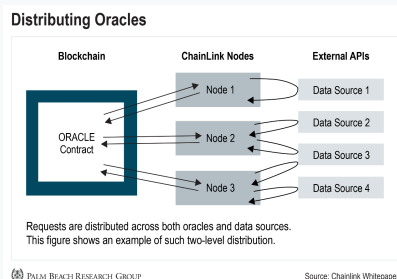 Distributing Oracles
Blockchain
ChainLink Nodes
External APIs
ORACLE
Contract
Node 1
Node 2
Node 3
Data Source 1
Data Source 2
Data Source 3
Data Source 4
Requests are distributed across both oracles and data sources.
This figure shows an example of such two-level distribution.
PALM BEACH RESEARCH GROUP
Source: Chainlink Whitepape